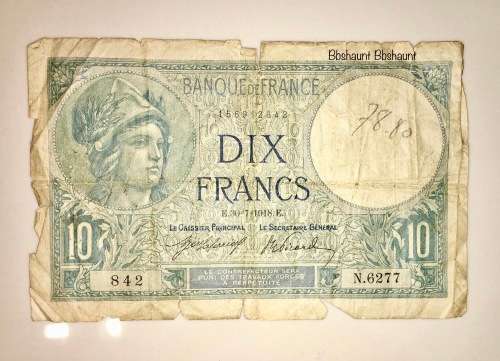 Bbshaunt Bbshaunt
BANQUE DE FRANCE
156912842
78.80
DIX
FRANCS
E.30-7-1918.E.
LE CAISSIER PRINCIPAL LE SECRÉTAIRE GÉNÉRAL
10 10
842 N.6277
LE CONTREFACTEUR SERA
PUNI DES TRAVAUX FORCÉS
À PERPÉTUITÉ